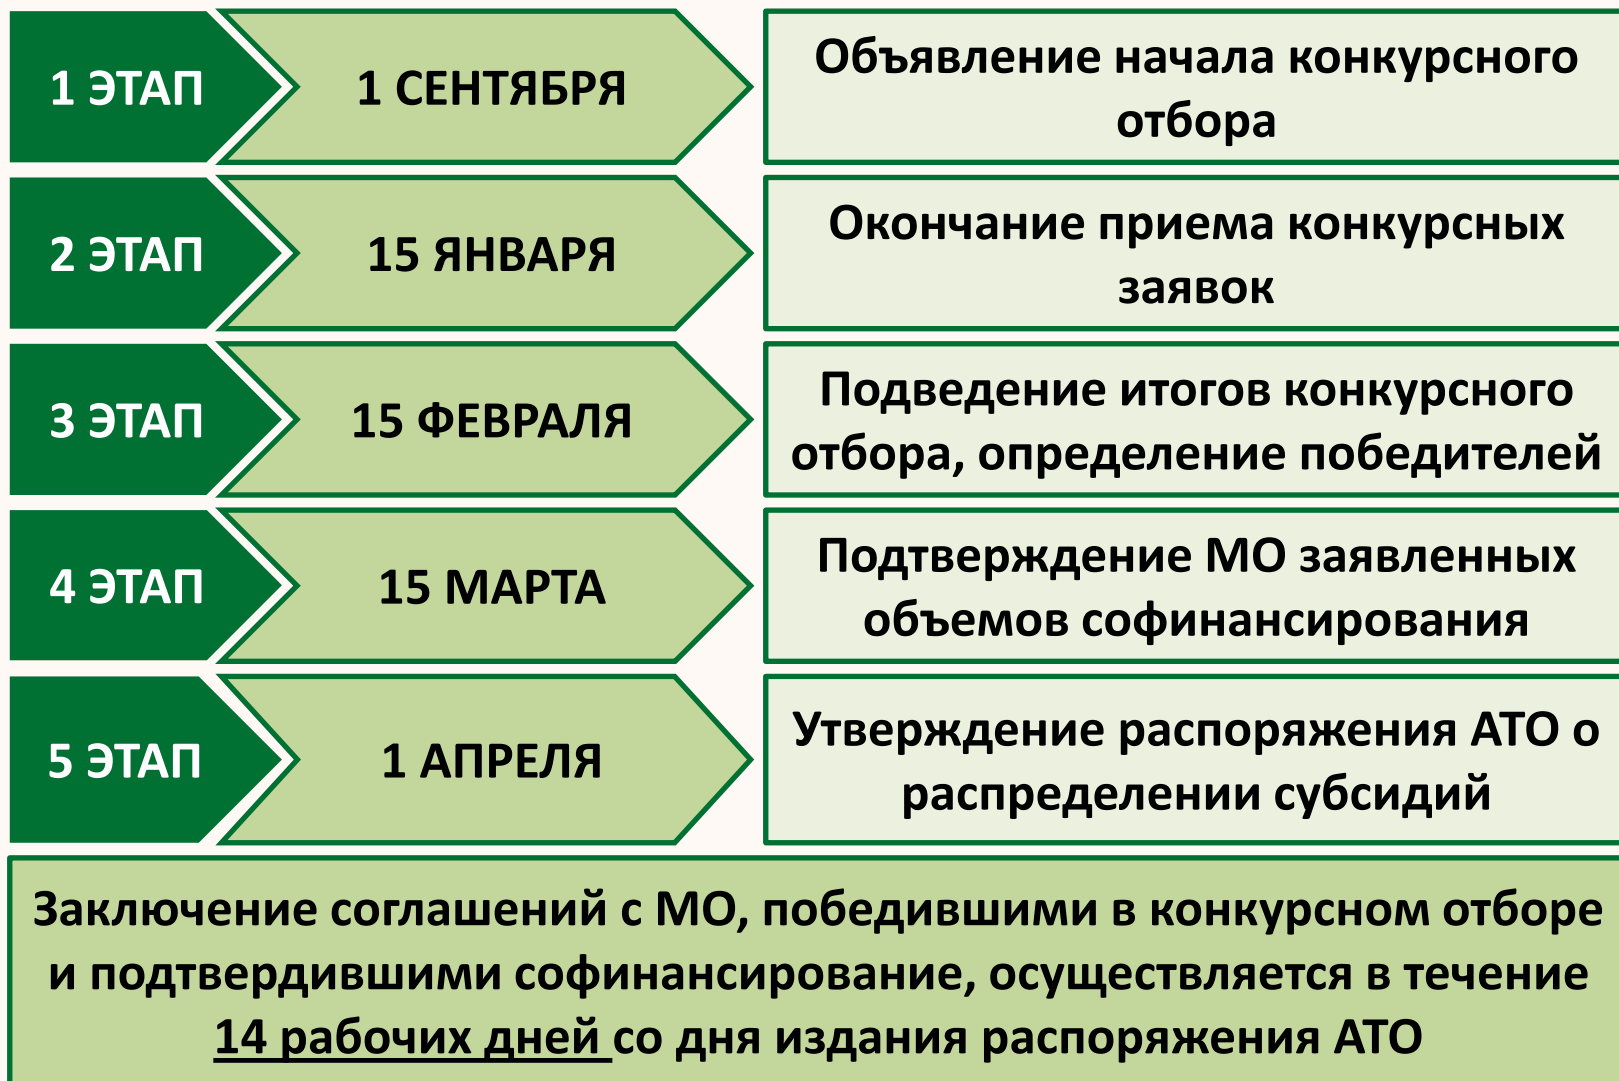 1 ЭТАП
1 СЕНТЯБРЯ
Объявление начала конкурсного
отбора
2 ЭТАП
15 ЯНВАРЯ
Окончание приема конкурсных
заявок
3 ЭТАП
15 ФЕВРАЛЯ
Подведение итогов конкурсного
отбора, определение победителей
4 ЭТАП
15 МАРТА
Подтверждение МО заявленных
объемов софинансирования
5 ЭТАП
1 АПРЕЛЯ
Утверждение распоряжения АТО о
распределении субсидий
Заключение соглашений с МО, победившими в конкурсном отборе
и подтвердившими софинансирование, осуществляется в течение
14 рабочих дней со дня издания распоряжения АТО